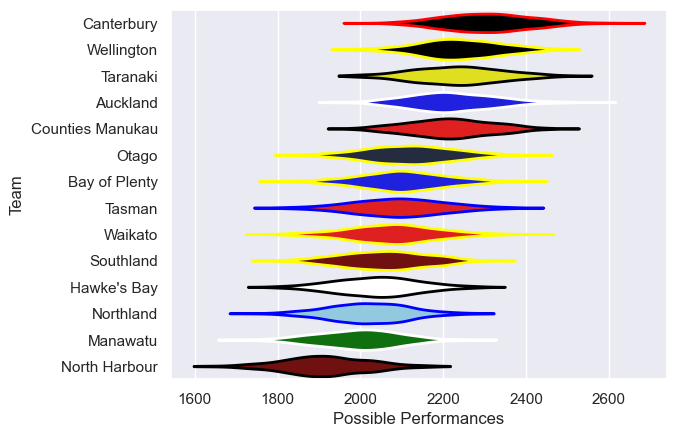 Canterbury
Wellington
Taranaki
Auckland
Counties Manukau
Otago
Bay of Plenty
Tasman
Waikato
Southland
Hawke's Bay
Northland
Manawatu
North Harbour
Team
1600 1800 2000 2200 2400 2600
Possible Performances